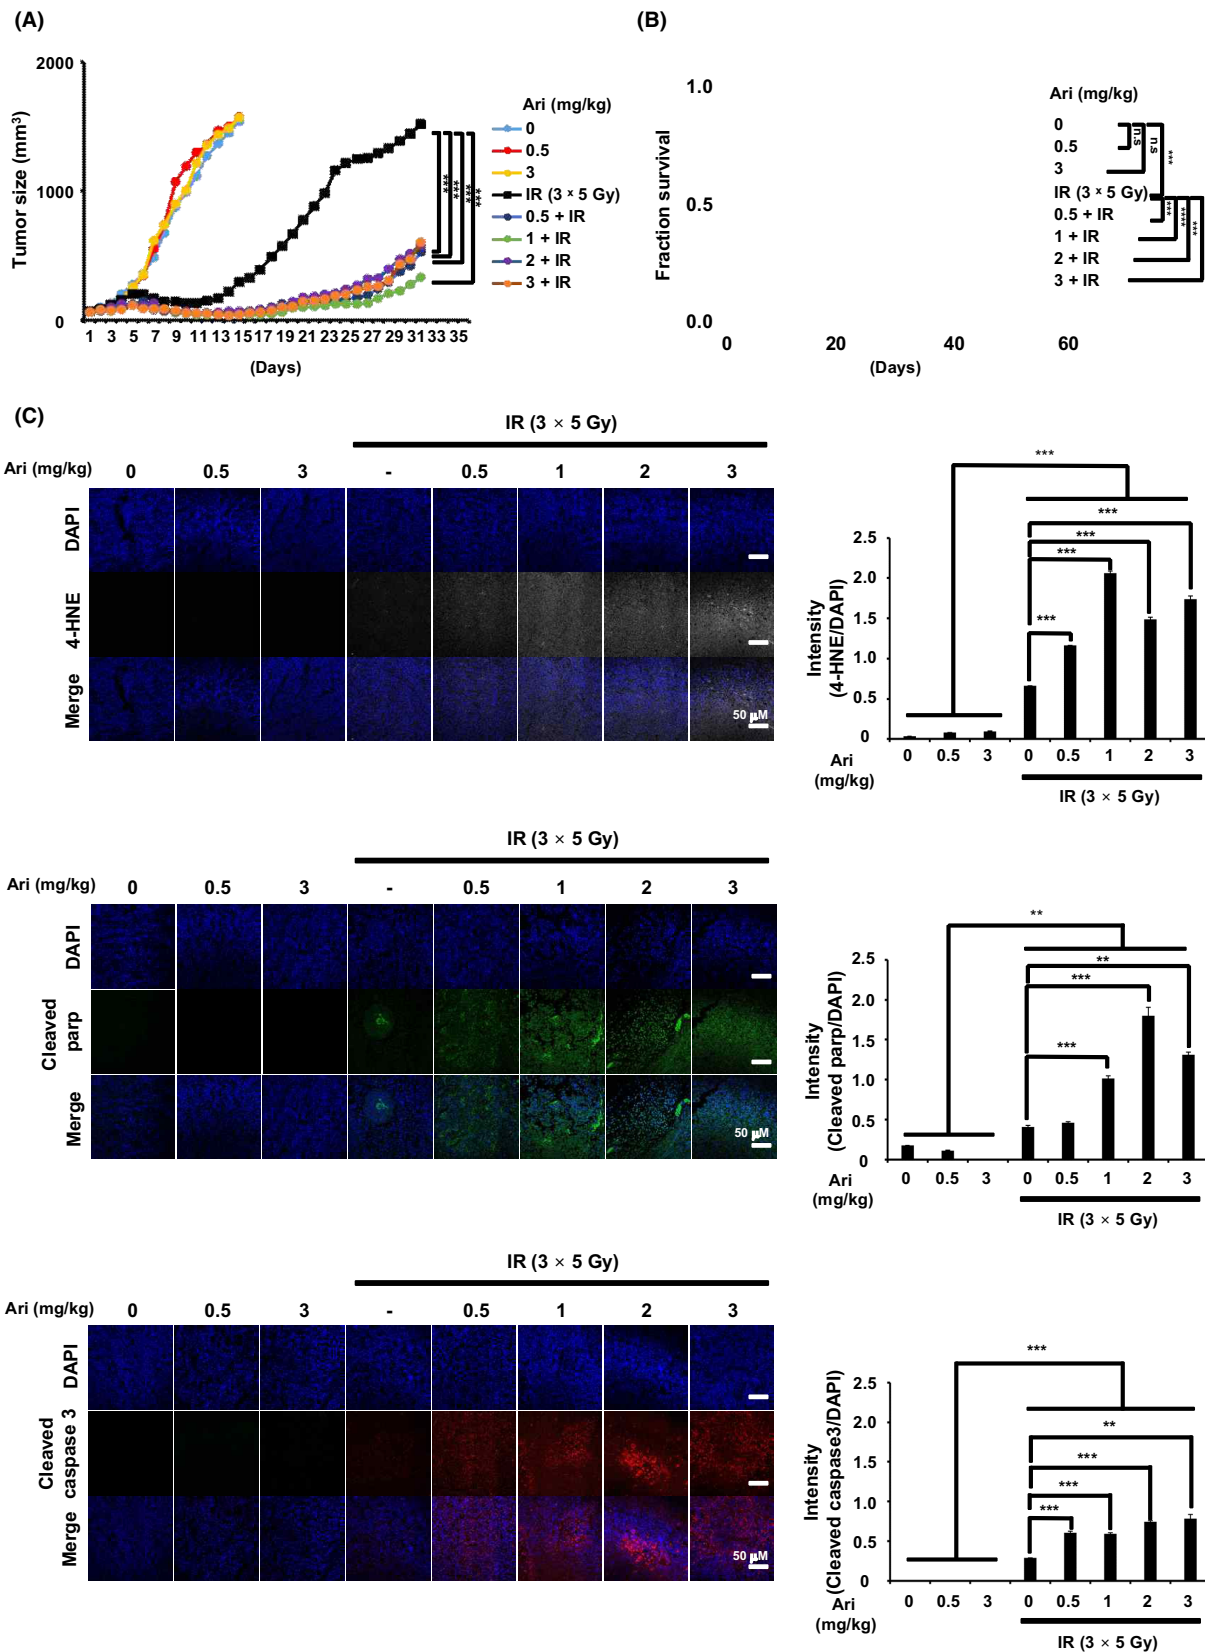 (A)
2000
1000
0
Tumor size (mm³)
1 3 5 7 9 11 13 15 17 19 21 23 25 27 29 31 33 35
(Days)
Ari (mg/kg)
0
0.5
3
IR (3 × 5 Gy)
0.5 + IR
1 + IR
2 + IR
3 + IR
***
***
***
***
(B)
1.0
0.5
0.0
Fraction survival
0 20 40 60
(Days)
Ari (mg/kg)
0
0.5
3
IR (3 × 5 Gy)
0.5 + IR
1 + IR
2 + IR
3 + IR
n.s
n.s
***
***
****
***
(C)
IR (3 × 5 Gy)
Ari (mg/kg) 0 0.5 3 - 0.5 1 2 3
DAPI
4-HNE
Merge
50 µM
***
***
***
***
***
2.5
2.0
1.5
1.0
0.5
0
Intensity
(4-HNE/DAPI)
Ari
(mg/kg)
0 0.5 3 0 0.5 1 2 3
IR (3 × 5 Gy)
IR (3 × 5 Gy)
Ari (mg/kg) 0 0.5 3 - 0.5 1 2 3
DAPI
Cleaved
parp
Merge
50 µM
**
**
***
***
2.5
2.0
1.5
1.0
0.5
0
Intensity
(Cleaved parp/DAPI)
Ari
(mg/kg)
0 0.5 3 0 0.5 1 2 3
IR (3 × 5 Gy)
IR (3 × 5 Gy)
Ari (mg/kg) 0 0.5 3 - 0.5 1 2 3
DAPI
Cleaved
caspase 3
Merge
50 µM
***
**
***
***
***
2.5
2.0
1.5
1.0
0.5
0
Intensity
(Cleaved caspase3/DAPI)
Ari
(mg/kg)
0 0.5 3 0 0.5 1 2 3
IR (3 × 5 Gy)